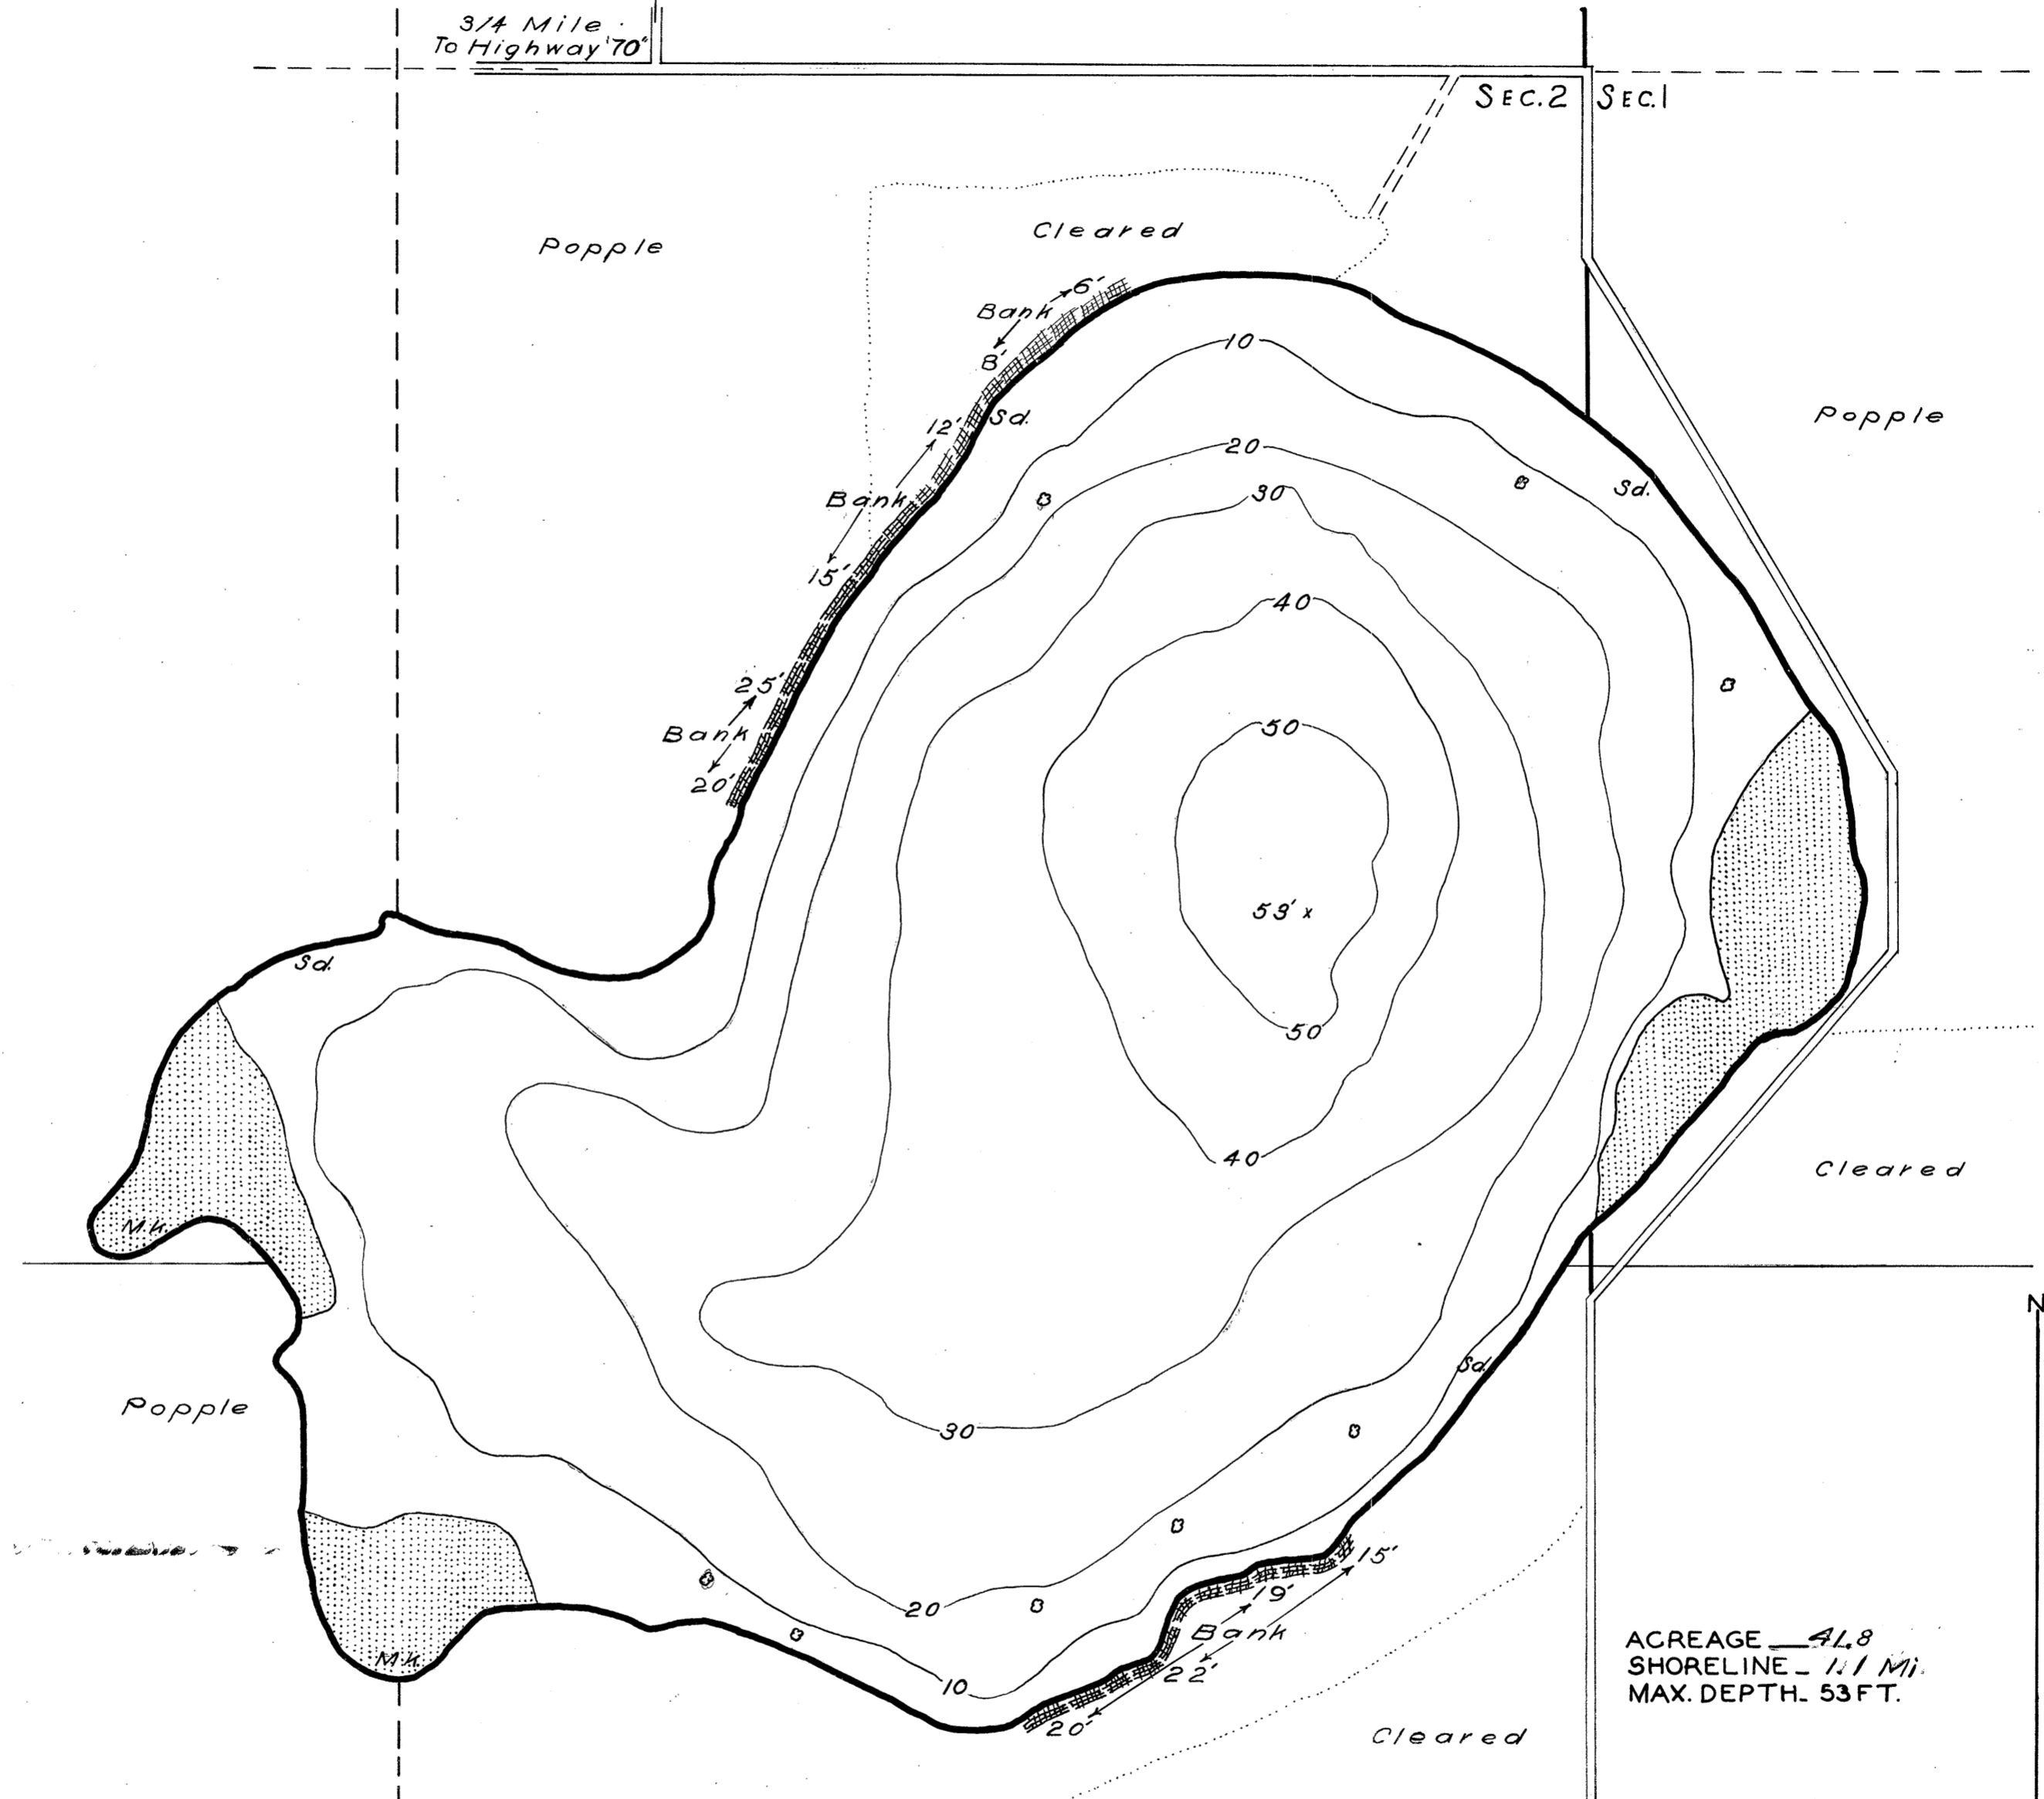 3/4 Mile
To Highway "70"
SEC. 2 SEC. 1
Popple
Cleared
6'
Bank
8'
10
Popple
12'
Sd.
20
Sd.
30
Bank
15'
40
25'
Bank
20'
50
53' x
Sd.
50
40
Cleared
Mk.
N
Sd.
Popple
30
15'
19'
20
Bank
Mk.
22'
10
20'
Cleared
ACREAGE 41.8
SHORELINE 1.1 Mi.
MAX. DEPTH 53 FT.